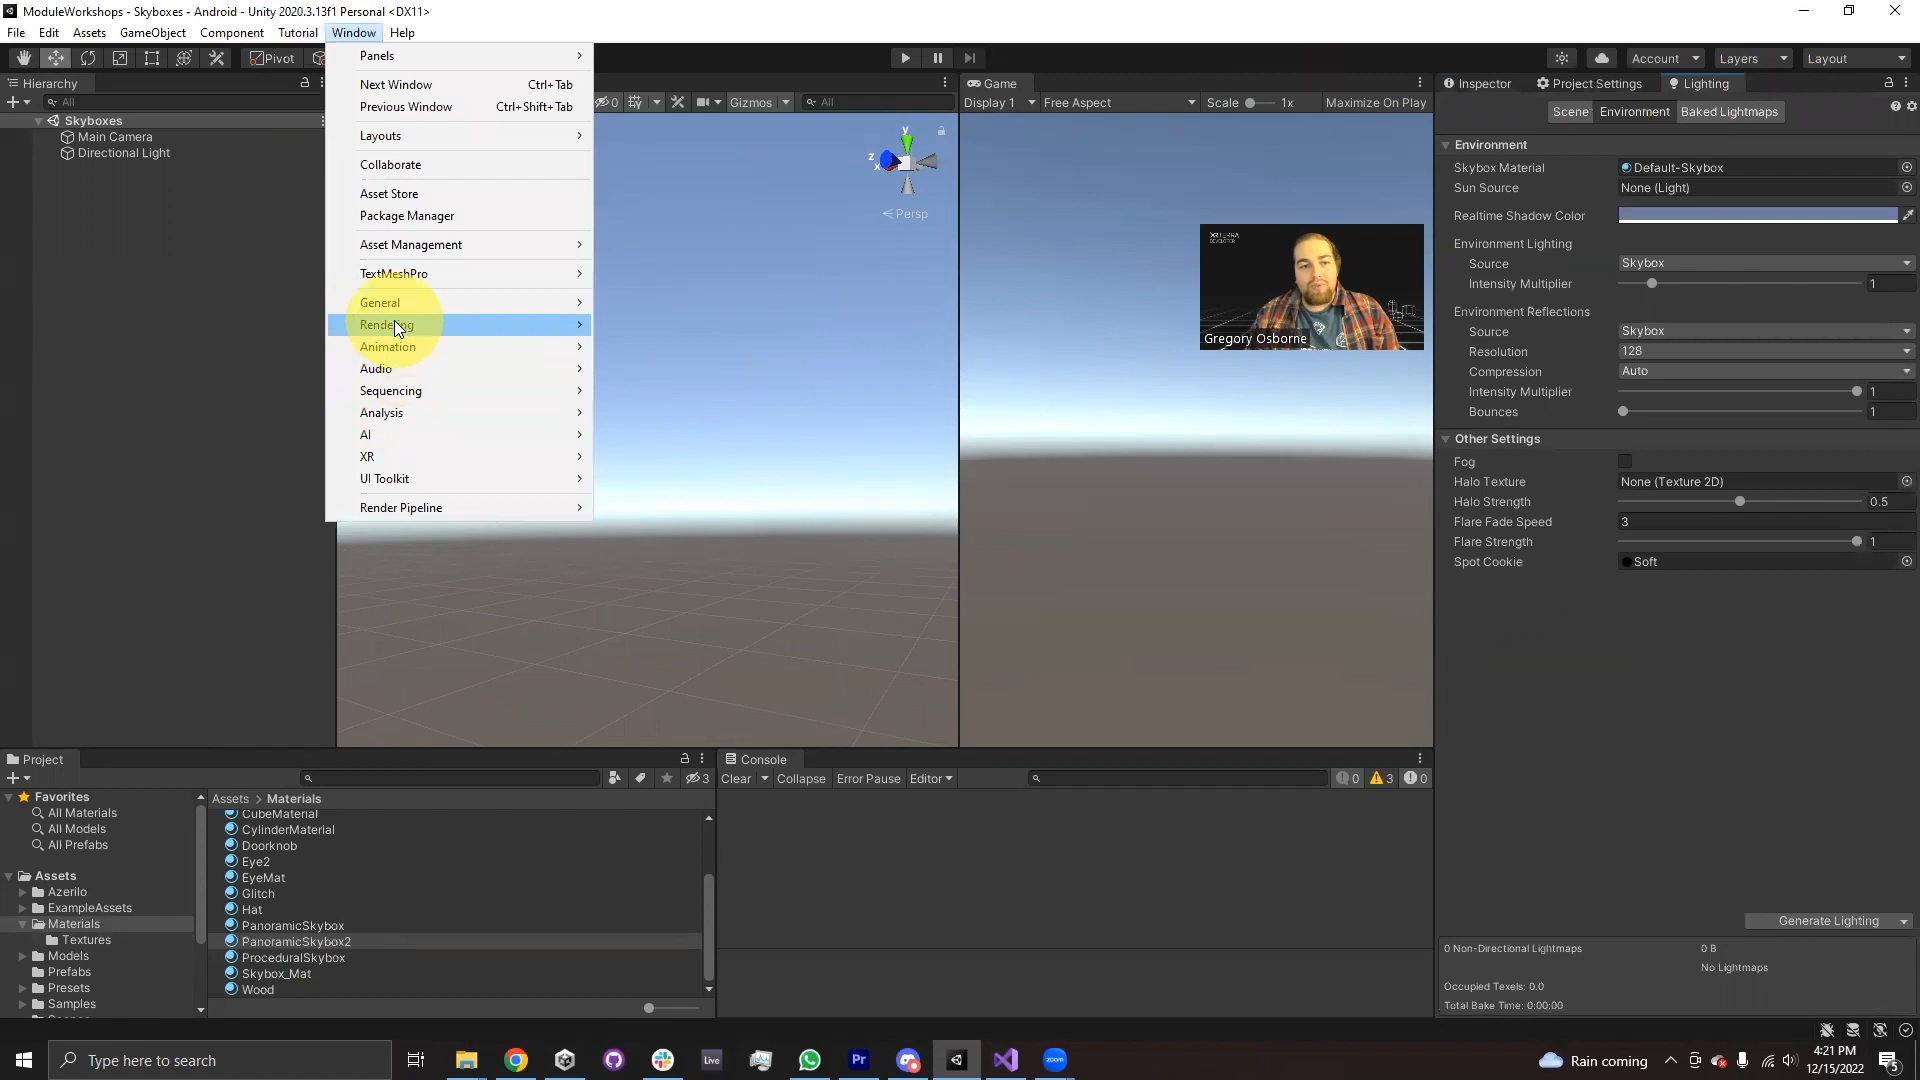 ModuleWorkshops - Skyboxes - Android - Unity 2020.3.13f1 Personal <DX11>
File Edit Assets GameObject Component Tutorial Window Help
Pivot
Account Layers Layout
Hierarchy
All
Skyboxes
Main Camera
Directional Light
Panels
Next Window Ctrl+Tab
Previous Window Ctrl+Shift+Tab
Layouts
Collaborate
Asset Store
Package Manager
Asset Management
TextMeshPro
General
Rendering
Animation
Audio
Sequencing
Analysis
AI
XR
UI Toolkit
Render Pipeline
0 Gizmos All
y
z
x
Persp
Game
Display 1 Free Aspect Scale 1x Maximize On Play
XRTERRA
DEVELOPER
Gregory Osborne
Inspector Project Settings Lighting
Scene Environment Baked Lightmaps
Environment
Skybox Material Default-Skybox
Sun Source None (Light)
Realtime Shadow Color
Environment Lighting
Source Skybox
Intensity Multiplier 1
Environment Reflections
Source Skybox
Resolution 128
Compression Auto
Intensity Multiplier 1
Bounces 1
Other Settings
Fog
Halo Texture None (Texture 2D)
Halo Strength 0.5
Flare Fade Speed 3
Flare Strength 1
Spot Cookie Soft
Generate Lighting
0 Non-Directional Lightmaps 0 B
No Lightmaps
Occupied Texels: 0.0
Total Bake Time: 0:00:00
Project
3
Favorites
All Materials
All Models
All Prefabs
Assets
Azerilo
ExampleAssets
Materials
Textures
Models
Prefabs
Presets
Samples
Assets > Materials
CubeMaterial
CylinderMaterial
Doorknob
Eye2
EyeMat
Glitch
Hat
PanoramicSkybox
PanoramicSkybox2
ProceduralSkybox
Skybox_Mat
Wood
Console
Clear Collapse Error Pause Editor 0 3 0
Type here to search
Live
Pr
zoom
Rain coming
4:21 PM
12/15/2022
5